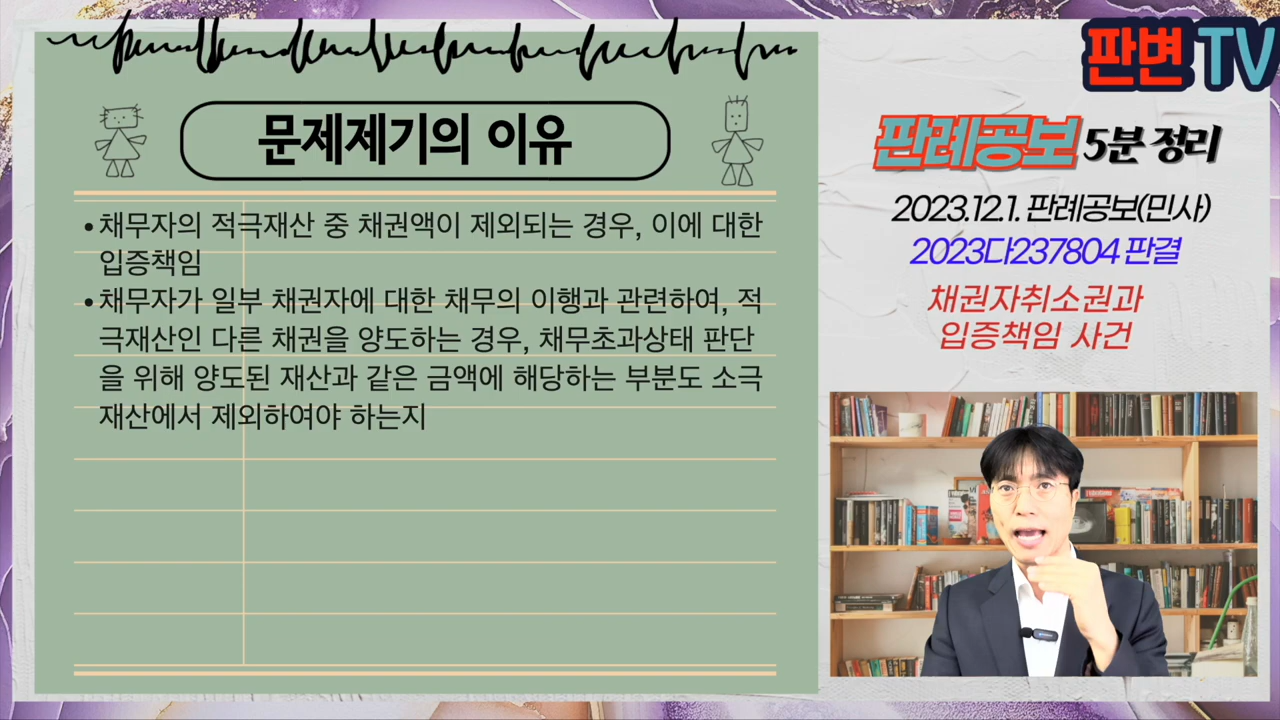 판변 TV
문제제기의 이유
• 채무자의 적극재산 중 채권액이 제외되는 경우, 이에 대한
입증책임
• 채무자가 일부 채권자에 대한 채무의 이행과 관련하여, 적
극재산인 다른 채권을 양도하는 경우, 채무초과상태 판단
을 위해 양도된 재산과 같은 금액에 해당하는 부분도 소극
재산에서 제외하여야 하는지
판례공보 5분 정리
2023.12.1. 판례공보(민사)
2023다237804 판결
채권자취소권과
입증책임 사건